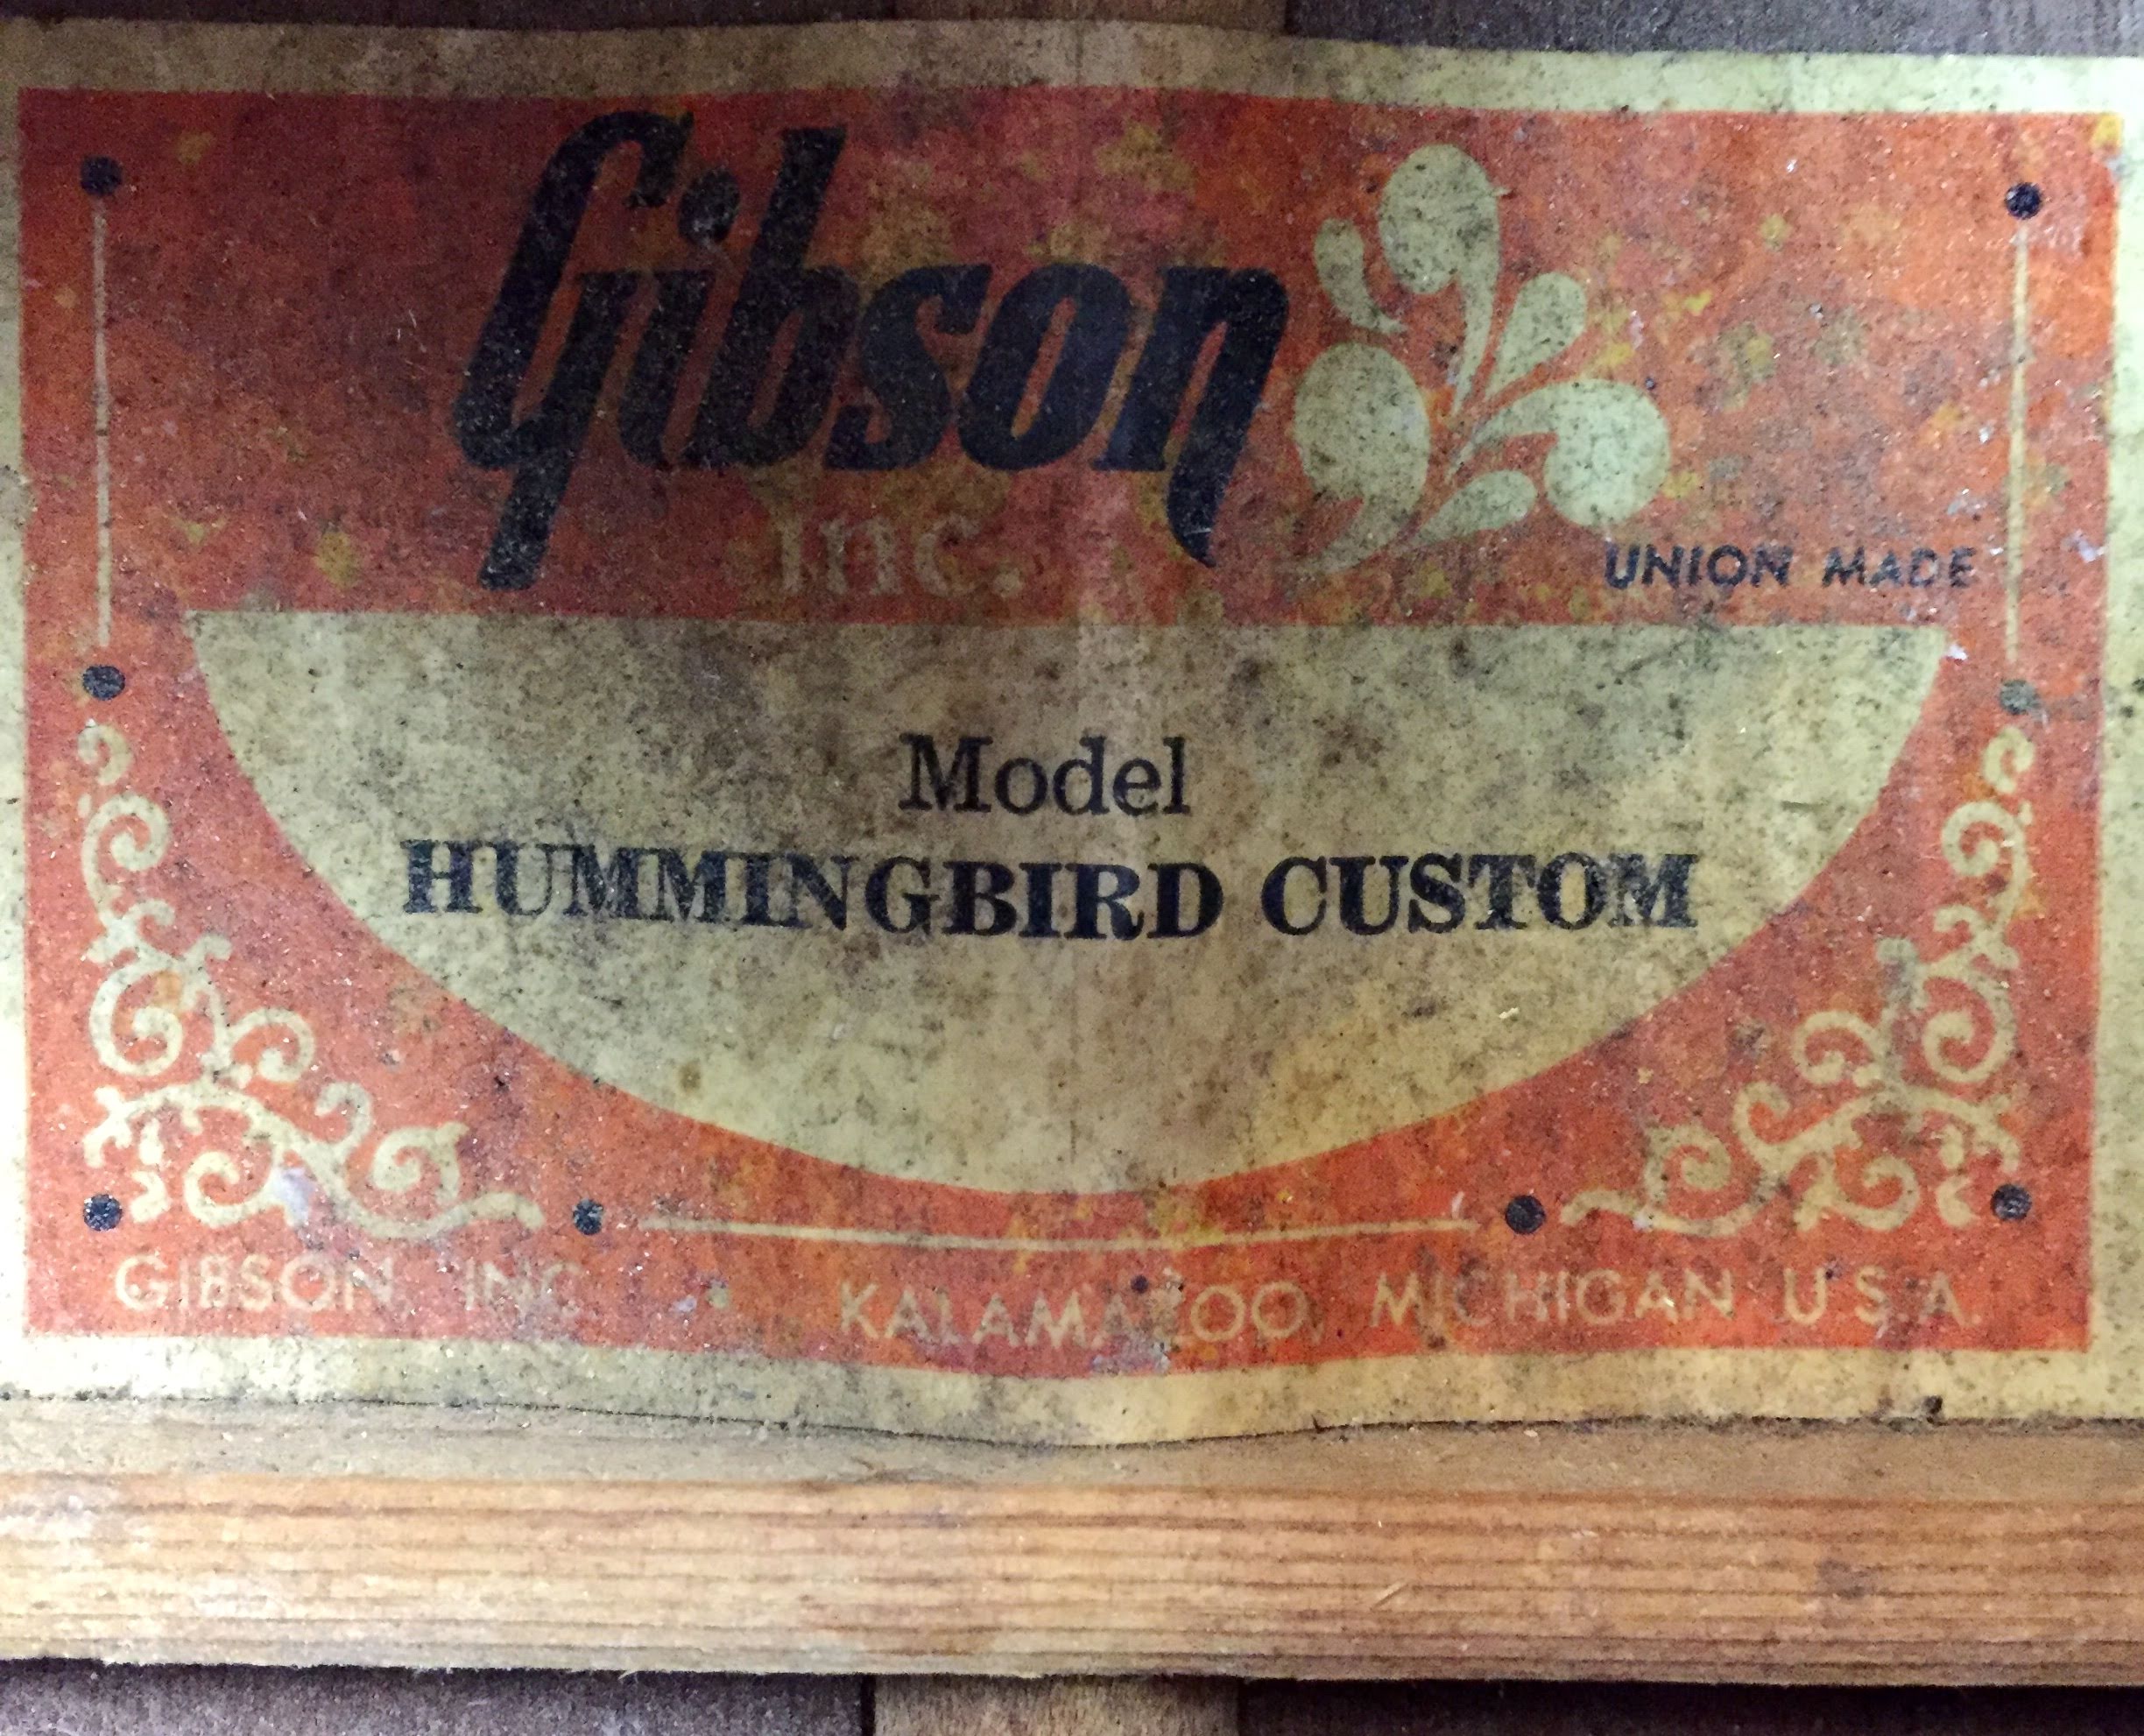 Gibson
Inc.
UNION MADE
Model
HUMMINGBIRD CUSTOM
GIBSON INC. KALAMAZOO, MICHIGAN U.S.A.